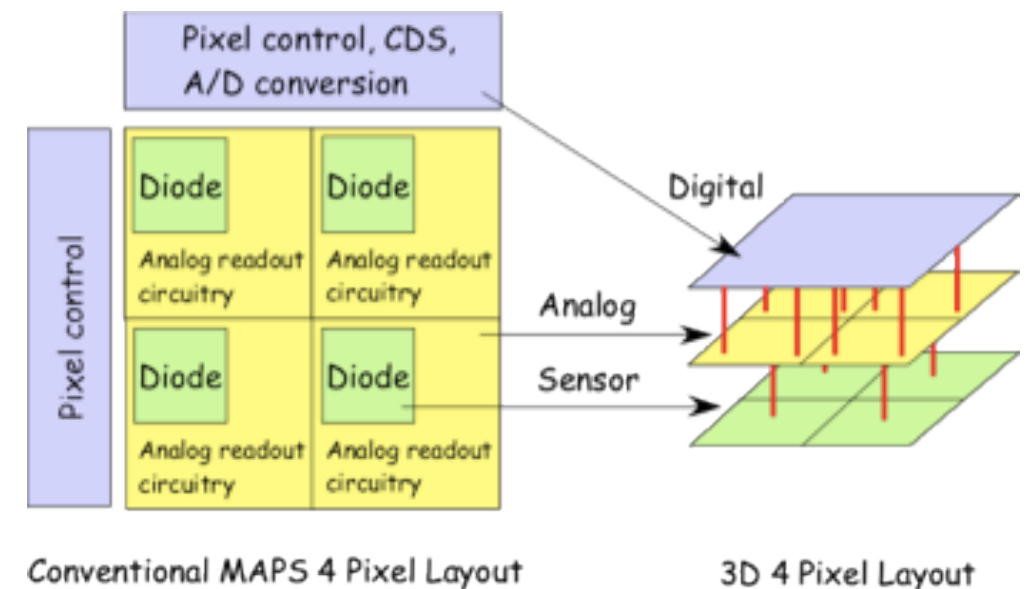 Pixel control, CDS,
A/D conversion
Pixel control
Diode
Diode
Analog readout
circuitry
Analog readout
circuitry
Diode
Diode
Analog readout
circuitry
Analog readout
circuitry
Digital
Analog
Sensor
Conventional MAPS 4 Pixel Layout
3D 4 Pixel Layout